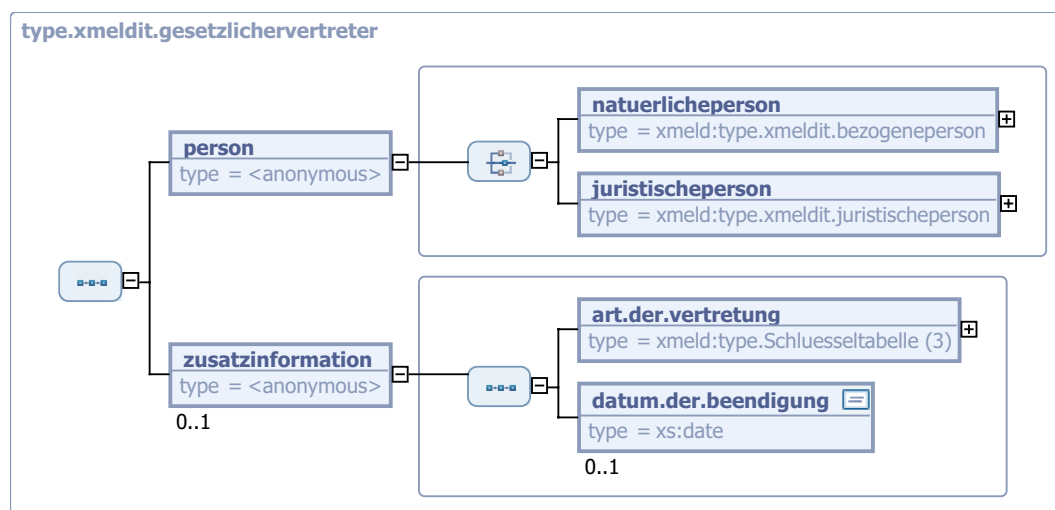 type.xmeldit.gesetzlichervertreter
natuerlicheperson
type = xmeld:type.xmeldit.bezogeneperson
person
type = <anonymous>
juristischeperson
type = xmeld:type.xmeldit.juristischeperson
art.der.vertretung
type = xmeld:type.Schluesseltabelle (3)
zusatzinformation
type = <anonymous>
0..1
datum.der.beendigung
type = xs:date
0..1